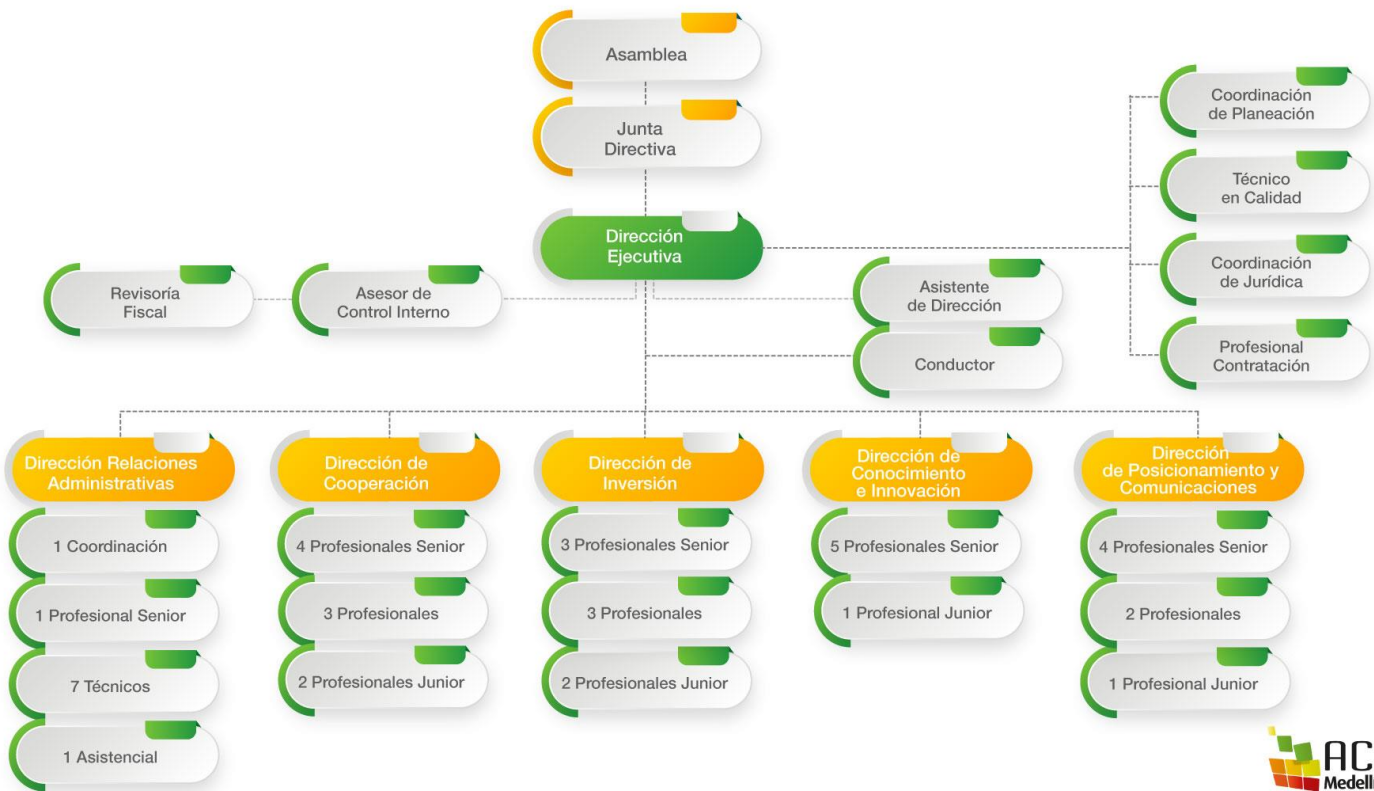 Asamblea
Junta
Directiva
Dirección
Ejecutiva
Coordinación
de Planeación
Técnico
en Calidad
Coordinación
de Jurídica
Profesional
Contratación
Revisoría
Fiscal
Asesor de
Control Interno
Asistente
de Dirección
Conductor
Dirección Relaciones
Administrativas
1 Coordinación
1 Profesional Senior
7 Técnicos
1 Asistencial
Dirección de
Cooperación
4 Profesionales Senior
3 Profesionales
2 Profesionales Junior
Dirección de
Inversión
3 Profesionales Senior
3 Profesionales
2 Profesionales Junior
Dirección de
Conocimiento
e Innovación
5 Profesionales Senior
1 Profesional Junior
Dirección
de Posicionamiento y
Comunicaciones
4 Profesionales Senior
2 Profesionales
1 Profesional Junior
AC
Medell